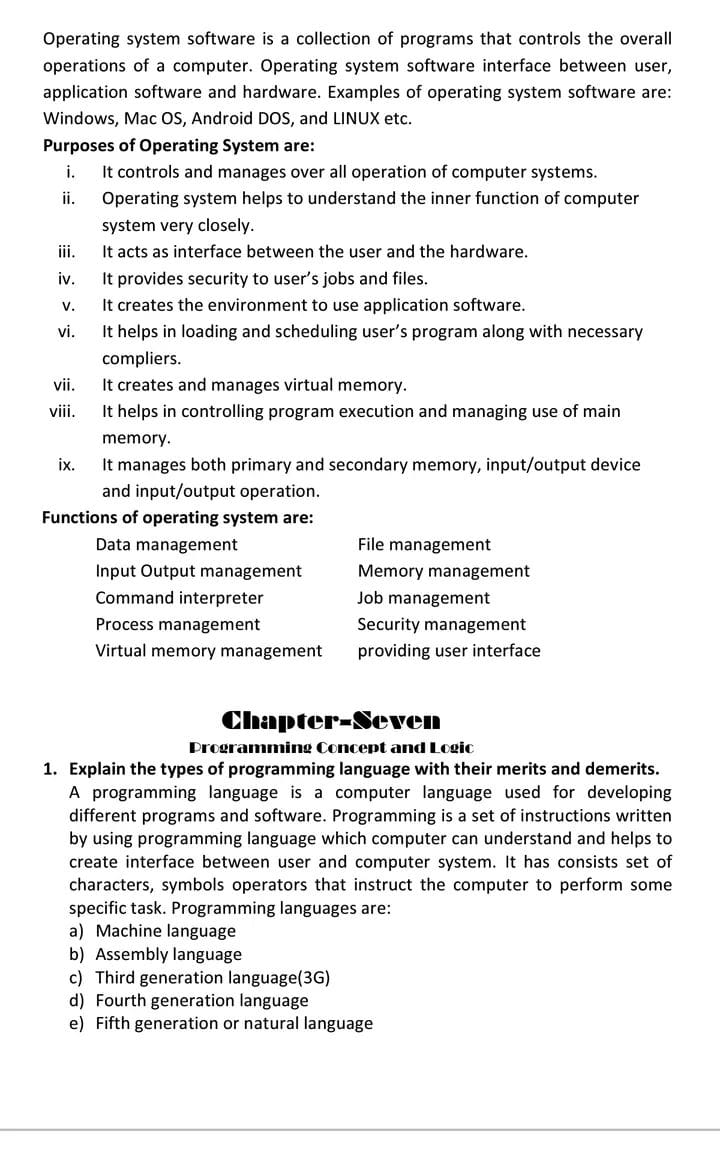 Operating system software is a collection of programs that controls the overall
operations of a computer. Operating system software interface between user,
application software and hardware. Examples of operating system software are:
Windows, Mac OS, Android DOS, and LINUX etc.
Purposes of Operating System are:
i. It controls and manages over all operation of computer systems.
ii. Operating system helps to understand the inner function of computer
system very closely.
iii. It acts as interface between the user and the hardware.
iv. It provides security to user's jobs and files.
v. It creates the environment to use application software.
vi. It helps in loading and scheduling user's program along with necessary
compliers.
vii. It creates and manages virtual memory.
viii. It helps in controlling program execution and managing use of main
memory.
ix. It manages both primary and secondary memory, input/output device
and input/output operation.
Functions of operating system are:
Data management File management
Input Output management Memory management
Command interpreter Job management
Process management Security management
Virtual memory management providing user interface
Chapter-Seven
Programming Concept and Logic
1. Explain the types of programming language with their merits and demerits.
A programming language is a computer language used for developing
different programs and software. Programming is a set of instructions written
by using programming language which computer can understand and helps to
create interface between user and computer system. It has consists set of
characters, symbols operators that instruct the computer to perform some
specific task. Programming languages are:
a) Machine language
b) Assembly language
c) Third generation language(3G)
d) Fourth generation language
e) Fifth generation or natural language